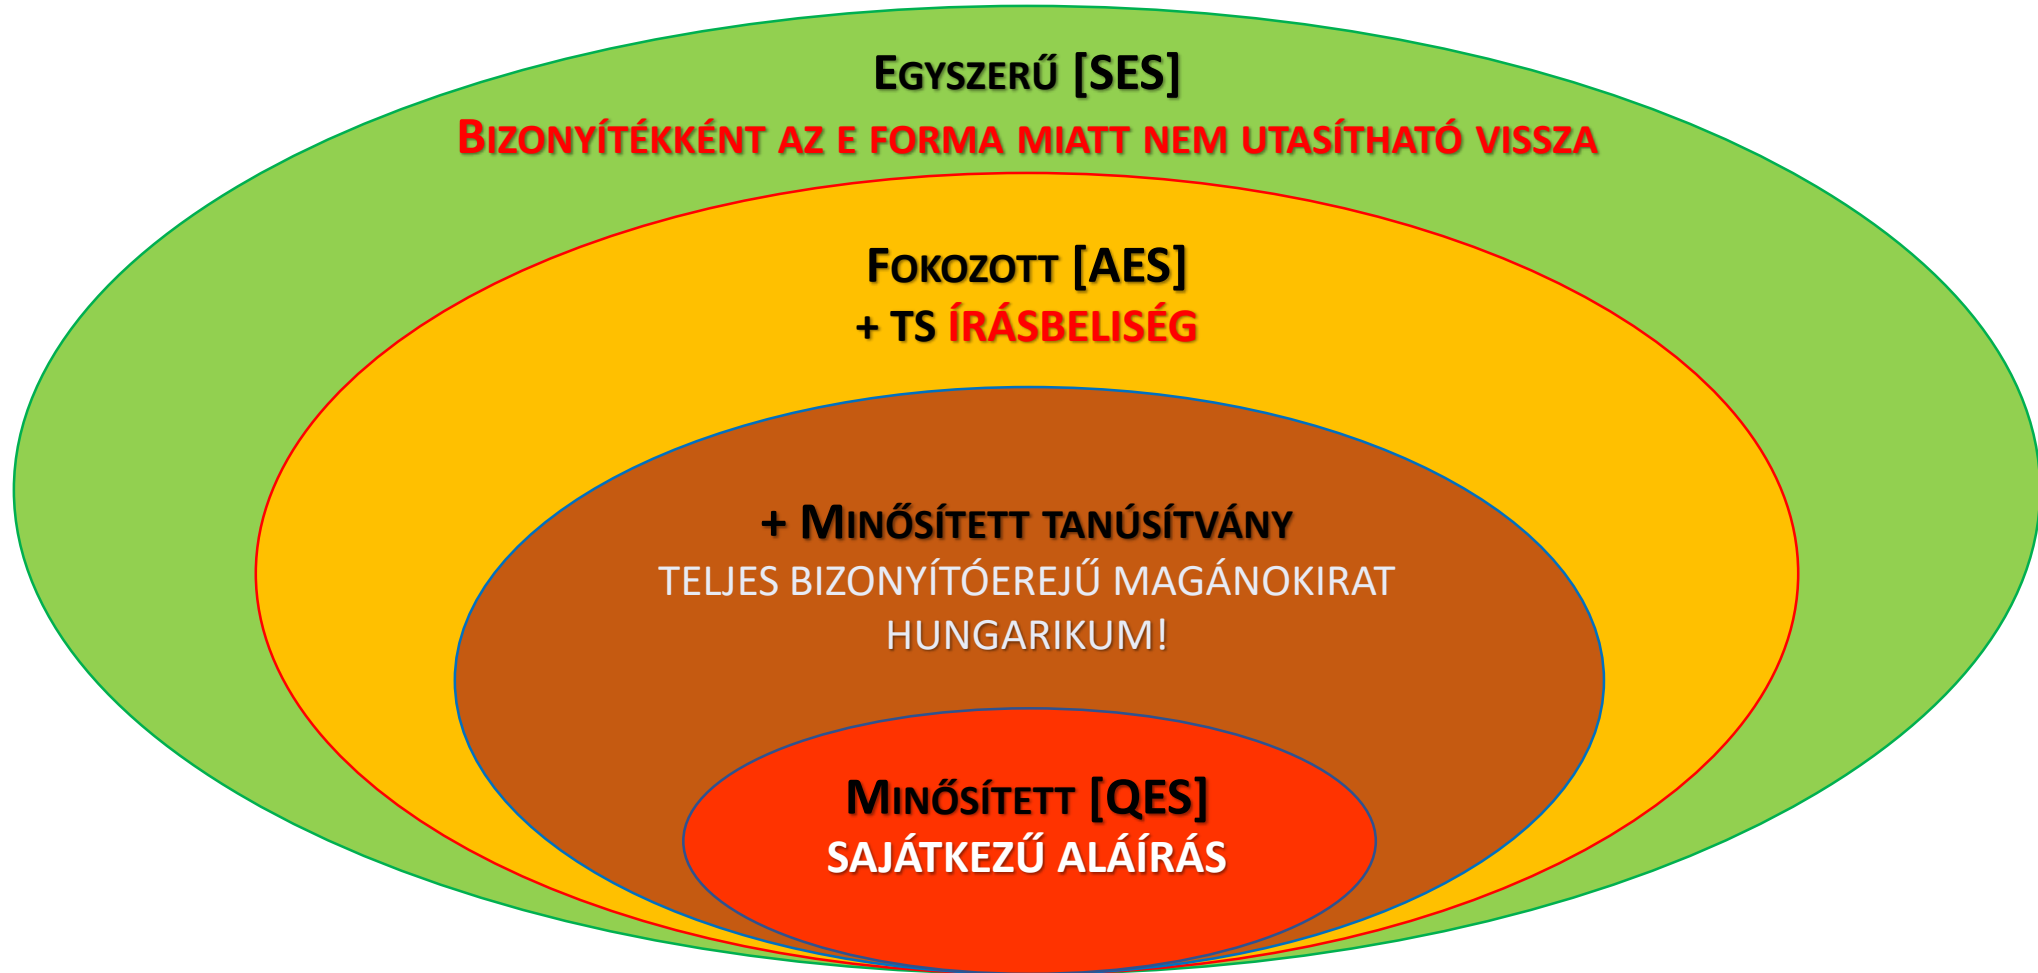 Egyszerű [SES]
Bizonyítékként az e forma miatt nem utasítható vissza
Fokozott [AES]
+ TS ÍRÁSBELISÉG
+ Minősített tanúsítvány
TELJES BIZONYÍTÓEREJŰ MAGÁNOKIRAT
HUNGARIKUM!
Minősített [QES]
SAJÁTKEZŰ ALÁÍRÁS